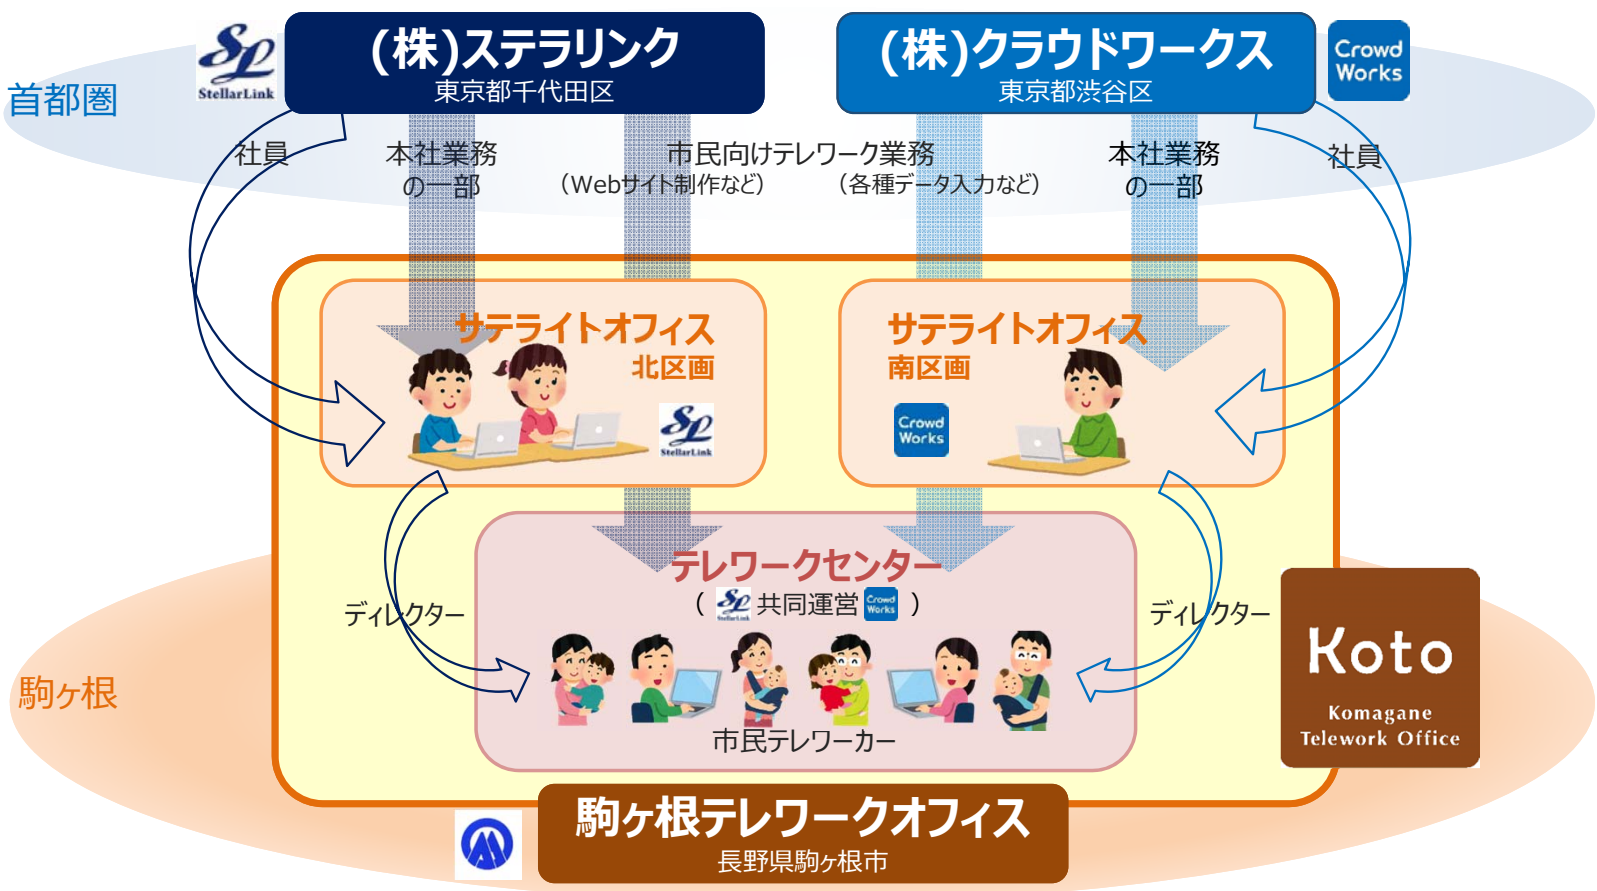 首都圏
SL
StellarLink
(株)ステラリンク
東京都千代田区
(株)クラウドワークス
東京都渋谷区
Crowd
Works
社員
本社業務
の一部
市民向けテレワーク業務
（Webサイト制作など）
（各種データ入力など）
本社業務
の一部
社員
サテライトオフィス
北区画
SL
StellarLink
サテライトオフィス
南区画
Crowd
Works
テレワークセンター
（ SL StellarLink 共同運営 Crowd Works ）
ディレクター
ディレクター
市民テレワーカー
駒ヶ根
Koto
Komagane
Telework Office
駒ヶ根テレワークオフィス
長野県駒ヶ根市